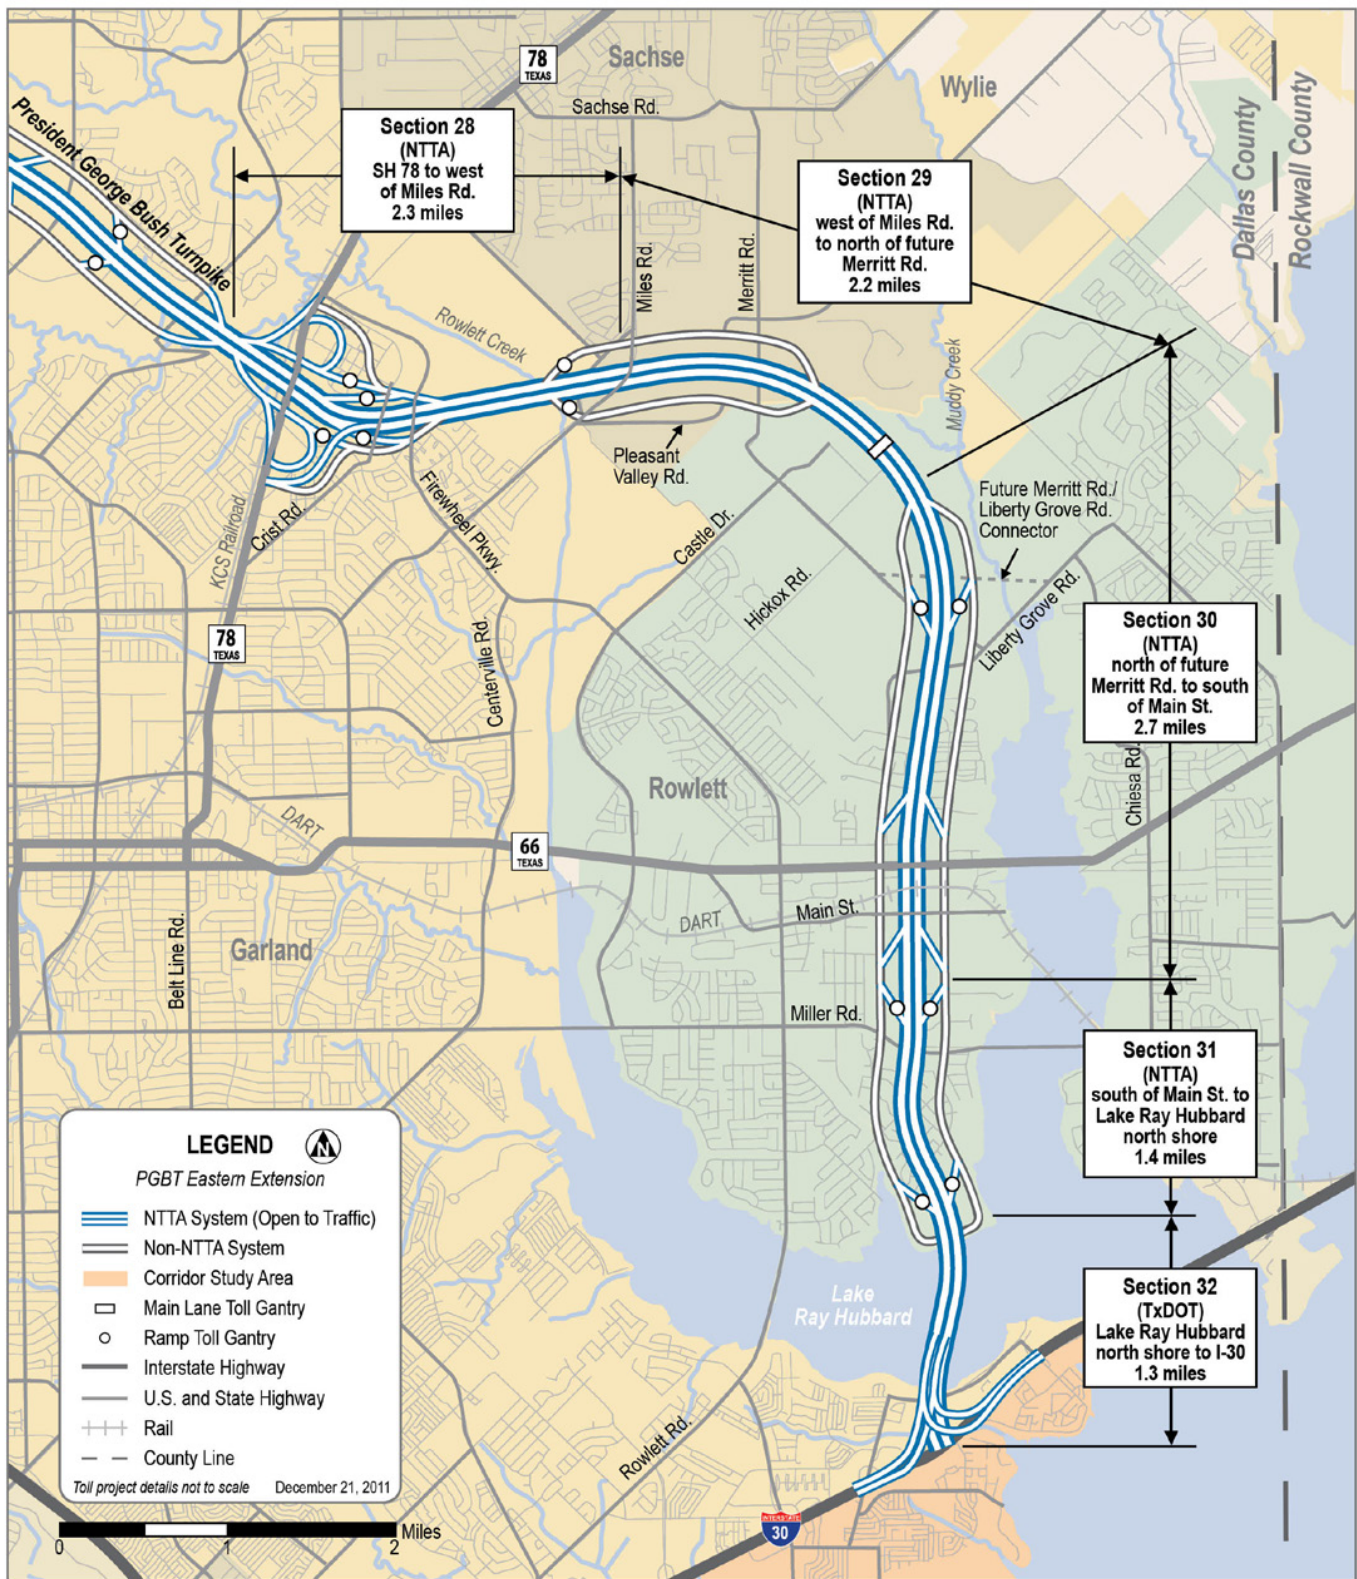 78
TEXAS
Sachse
Sachse Rd.
Wylie
Dallas County
Rockwall County
President George Bush Turnpike
Section 28
(NTTA)
SH 78 to west
of Miles Rd.
2.3 miles
Section 29
(NTTA)
west of Miles Rd.
to north of future
Merritt Rd.
2.2 miles
Miles Rd.
Merritt Rd.
Rowlett Creek
Muddy Creek
Pleasant
Valley Rd.
Future Merritt Rd./
Liberty Grove Rd.
Connector
KCS Railroad
Crist Rd.
Firewheel Pkwy.
Castle Dr.
Hickox Rd.
Liberty Grove Rd.
78
TEXAS
Centerville Rd.
Section 30
(NTTA)
north of future
Merritt Rd. to south
of Main St.
2.7 miles
Rowlett
Chiesa Rd.
DART
66
TEXAS
Main St.
DART
Garland
Belt Line Rd.
Miller Rd.
Section 31
(NTTA)
south of Main St. to
Lake Ray Hubbard
north shore
1.4 miles
Lake
Ray Hubbard
Section 32
(TxDOT)
Lake Ray Hubbard
north shore to I-30
1.3 miles
Rowlett Rd.
INTERSTATE
30
LEGEND
N
PGBT Eastern Extension
NTTA System (Open to Traffic)
Non-NTTA System
Corridor Study Area
Main Lane Toll Gantry
Ramp Toll Gantry
Interstate Highway
U.S. and State Highway
Rail
County Line
Toll project details not to scale December 21, 2011
Miles
0 1 2